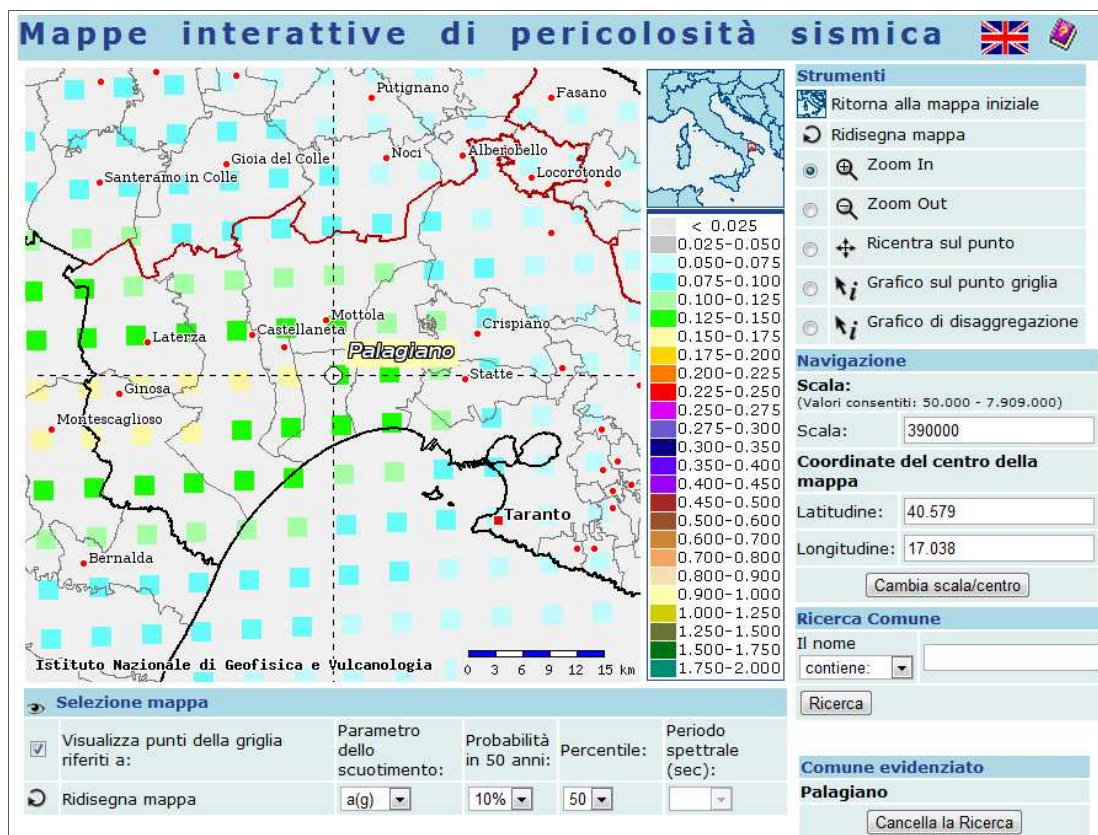 Mappe interattive di pericolosità sismica
Putignano
Fasano
Gioia del Colle
Noci
Alberobello
Santeramo in Colle
Locorotondo
Mottola
Laterza
Castellaneta
Crispiano
Palagiano
Statte
Ginosa
Montescaglioso
Taranto
Bernalda
Istituto Nazionale di Geofisica e Vulcanologia
0 3 6 9 12 15 km
< 0.025
0.025-0.050
0.050-0.075
0.075-0.100
0.100-0.125
0.125-0.150
0.150-0.175
0.175-0.200
0.200-0.225
0.225-0.250
0.250-0.275
0.275-0.300
0.300-0.350
0.350-0.400
0.400-0.450
0.450-0.500
0.500-0.600
0.600-0.700
0.700-0.800
0.800-0.900
0.900-1.000
1.000-1.250
1.250-1.500
1.500-1.750
1.750-2.000
Strumenti
Ritorna alla mappa iniziale
Ridisegna mappa
Zoom In
Zoom Out
Ricentra sul punto
Grafico sul punto griglia
Grafico di disaggregazione
Navigazione
Scala:
(Valori consentiti: 50.000 - 7.909.000)
Scala: 390000
Coordinate del centro della
mappa
Latitudine: 40.579
Longitudine: 17.038
Cambia scala/centro
Ricerca Comune
Il nome
contiene:
Ricerca
Comune evidenziato
Palagiano
Cancella la Ricerca
Selezione mappa
Visualizza punti della griglia
riferiti a:
Parametro
dello
scuotimento:
Probabilità
in 50 anni:
Percentile:
Periodo
spettrale
(sec):
Ridisegna mappa
a(g)
10%
50